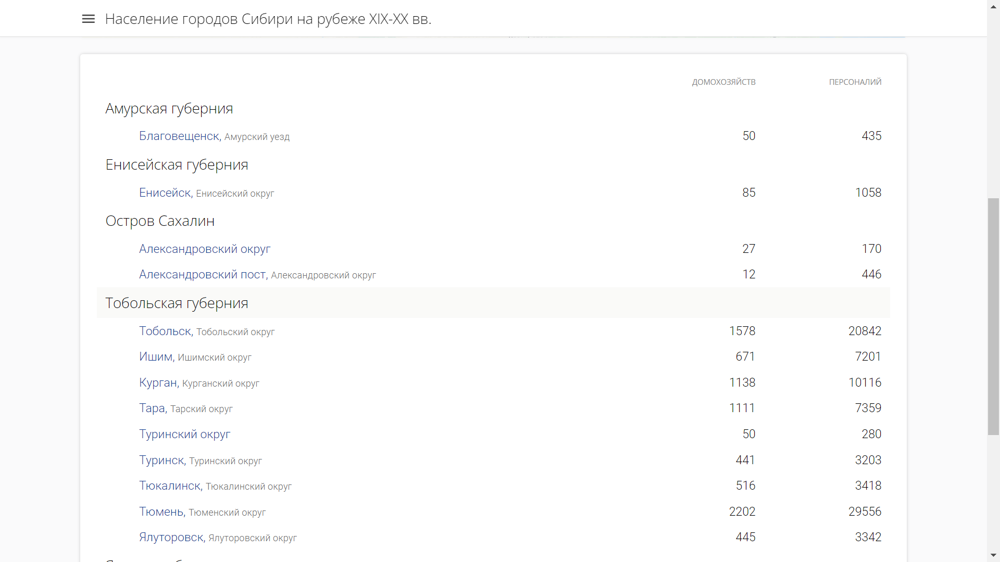 Население городов Сибири на рубеже XIX-XX вв.
ДОМОХОЗЯЙСТВ ПЕРСОНАЛИЙ
Амурская губерния
Благовещенск, Амурский уезд 50 435
Енисейская губерния
Енисейск, Енисейский округ 85 1058
Остров Сахалин
Александровский округ 27 170
Александровский пост, Александровский округ 12 446
Тобольская губерния
Тобольск, Тобольский округ 1578 20842
Ишим, Ишимский округ 671 7201
Курган, Курганский округ 1138 10116
Тара, Тарский округ 1111 7359
Туринский округ 50 280
Туринск, Туринский округ 441 3203
Тюкалинск, Тюкалинский округ 516 3418
Тюмень, Тюменский округ 2202 29556
Ялуторовск, Ялуторовский округ 445 3342